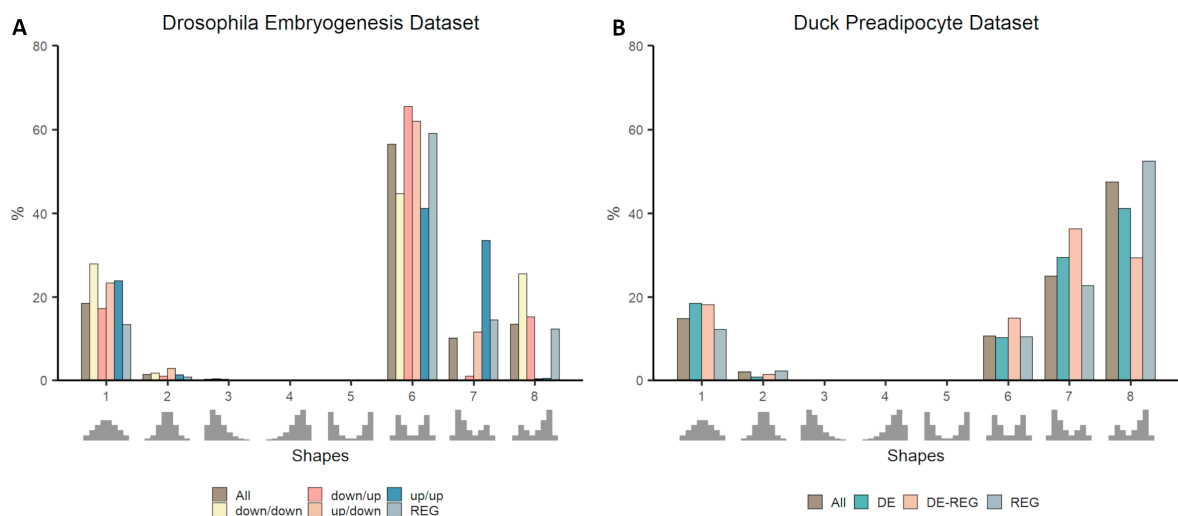 A
Drosophila Embryogenesis Dataset
80
60
40
20
0
%
1 2 3 4 5 6 7 8
Shapes
All down/up up/up
down/down up/down REG
B
Duck Preadipocyte Dataset
80
60
40
20
0
%
1 2 3 4 5 6 7 8
Shapes
All DE DE-REG REG